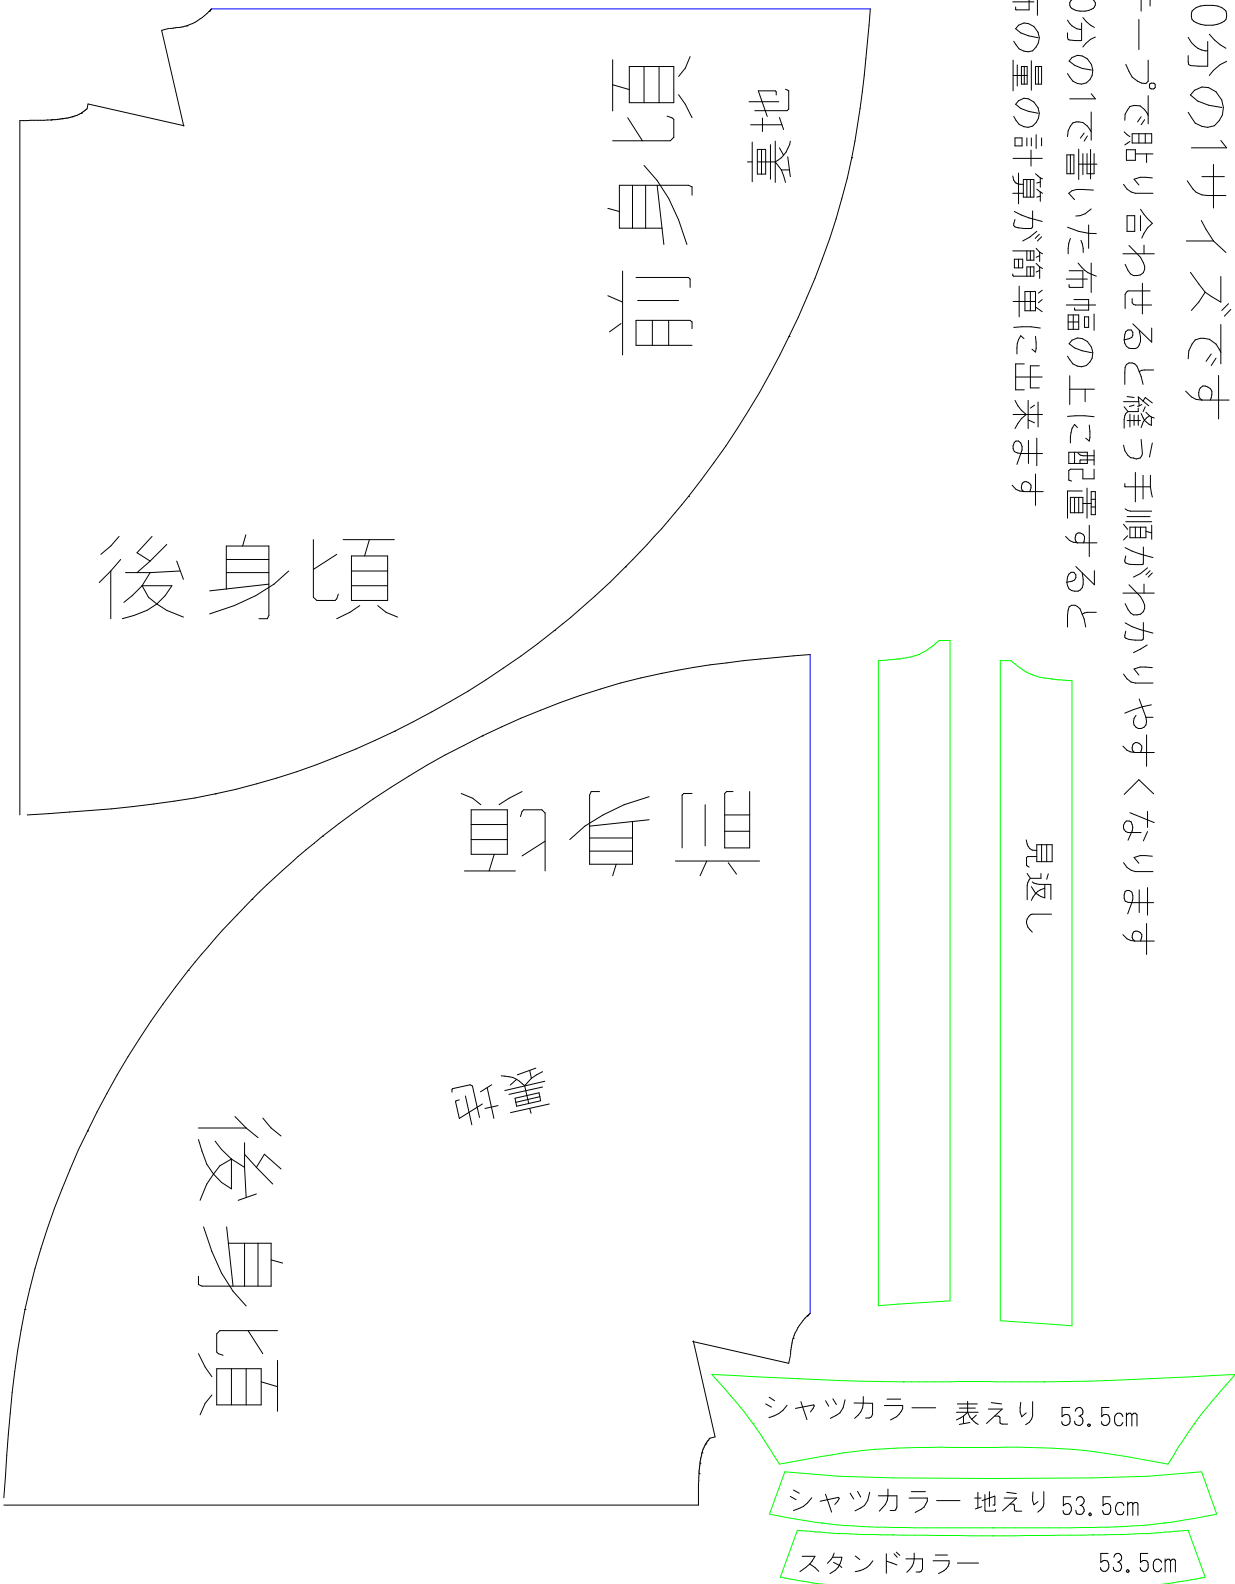 0分の1サイズです
テープで貼り合わせると縫う手順がわかりやすくなります
0分の1で書いた布幅の上に配置すると
布の量の計算が簡単に出来ます
前身頃
後身頃
前身頃
後身頃
裏地
見返し
シャツカラー 表えり 53.5cm
シャツカラー 地えり 53.5cm
スタンドカラー 53.5cm